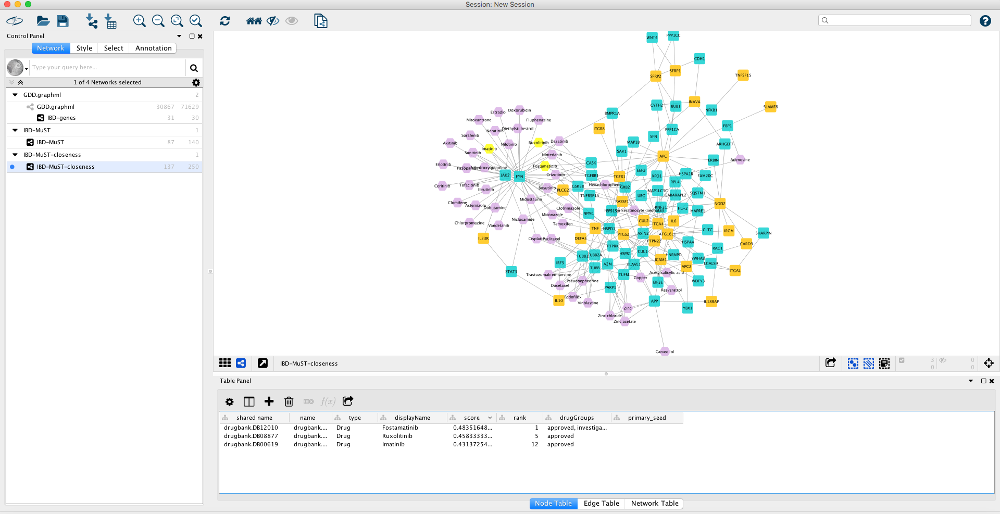 Session: New Session
Control Panel
Network Style Select Annotation
Type your query here...
1 of 4 Networks selected
GDD.graphml 2
GDD.graphml 30867 71629
IBD-genes 31 30
IBD-MuST 1
IBD-MuST 87 140
IBD-MuST-closeness 1
IBD-MuST-closeness 137 250
WNT4
PPP1CC
CDH1
SFRP1
SFRP2
TNFSF15
INAVA
CYTH2
BUB1
NFKB1
SLAMF8
BMPR1A
ITGB8
PPP1CA
FBP1
SFN
MAP1B
ARHGEF7
SAV1
APC
ERBIN
Adenosine
Doxorubicin
Estradiol
Mitoxantrone
Fluphenazine
Neratinib
Diethylstilbestrol
Sorafenib
Axitinib
Nilotinib
Ruxolitinib
Dasatinib
Imatinib
Sunitinib
Nintedanib
Erlotinib
Pazopanib
Fostamatinib
CASK
JAK2
FYN
Crizotinib
TGFBR1
TGFB1
EEF2
XPO1
HSPA1B
FAM20C
Ceritinib
Tofacitinib
Ibrutinib
Bosutinib
PLCG2
GSK3B
Hexachlorophene
GRB2
RPL4
MAP1LC3C
SQSTM1
GABARAPL2
UBC
TNFRSF1A
Midostaurin
RASSF1
NOD2
Clomifene
Astemizole
Dobutamine
Clotrimazole
NPM1
EPS15
RNF31
H1-2
MAPRE1
Miconazole
Niclosamide
Chlorpromazine
Vandetanib
Tamoxifen
TNF
HSPD1
CUL2
ITGA4
IL6
CLTC
IRGM
SHARPIN
IL23R
Cisplatin
Paclitaxel
DEFA5
PTGS2
AXIN2
ATG16L1
PTPN22
HSPA4
CARD9
PTPRK
RAC1
TUBB1
TUBB2A
HSPB1
CUL1
HNRNPD
YWHAB
ICAM1
IRF5
A2M
ELAVL1
APC2
LGALS9
ITGAL
STAT3
TUBB
Trastuzumab emtansine
TUFM
Acetylsalicylic acid
Copper
Pseudoephedrine
Docetaxel
PARP1
EIF3E
WDFY3
Resveratrol
IL10
Podofilox
Vinblastine
APP
IL18RAP
YBX1
Zinc
Zinc chloride
Zinc acetate
Carvedilol
IBD-MuST-closeness 3 0 0 0
Table Panel
f(x)
shared name name type displayName score rank drugGroups primary_seed
drugbank.DB12010 drugbank.... Drug Fostamatinib 0.48351648... 1 approved, investiga...
drugbank.DB08877 drugbank.... Drug Ruxolitinib 0.45833333... 5 approved
drugbank.DB00619 drugbank.... Drug Imatinib 0.43137254... 12 approved
Node Table Edge Table Network Table